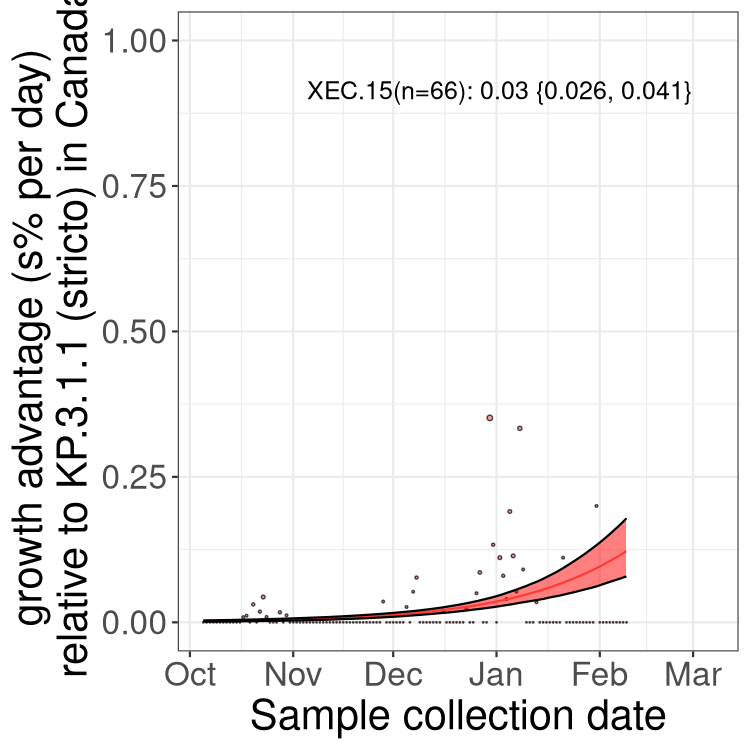 growth advantage (s% per day)
relative to KP.3.1.1 (stricto) in Canada
1.00
0.75
0.50
0.25
0.00
XEC.15(n=66): 0.03 {0.026, 0.041}
Oct Nov Dec Jan Feb Mar
Sample collection date